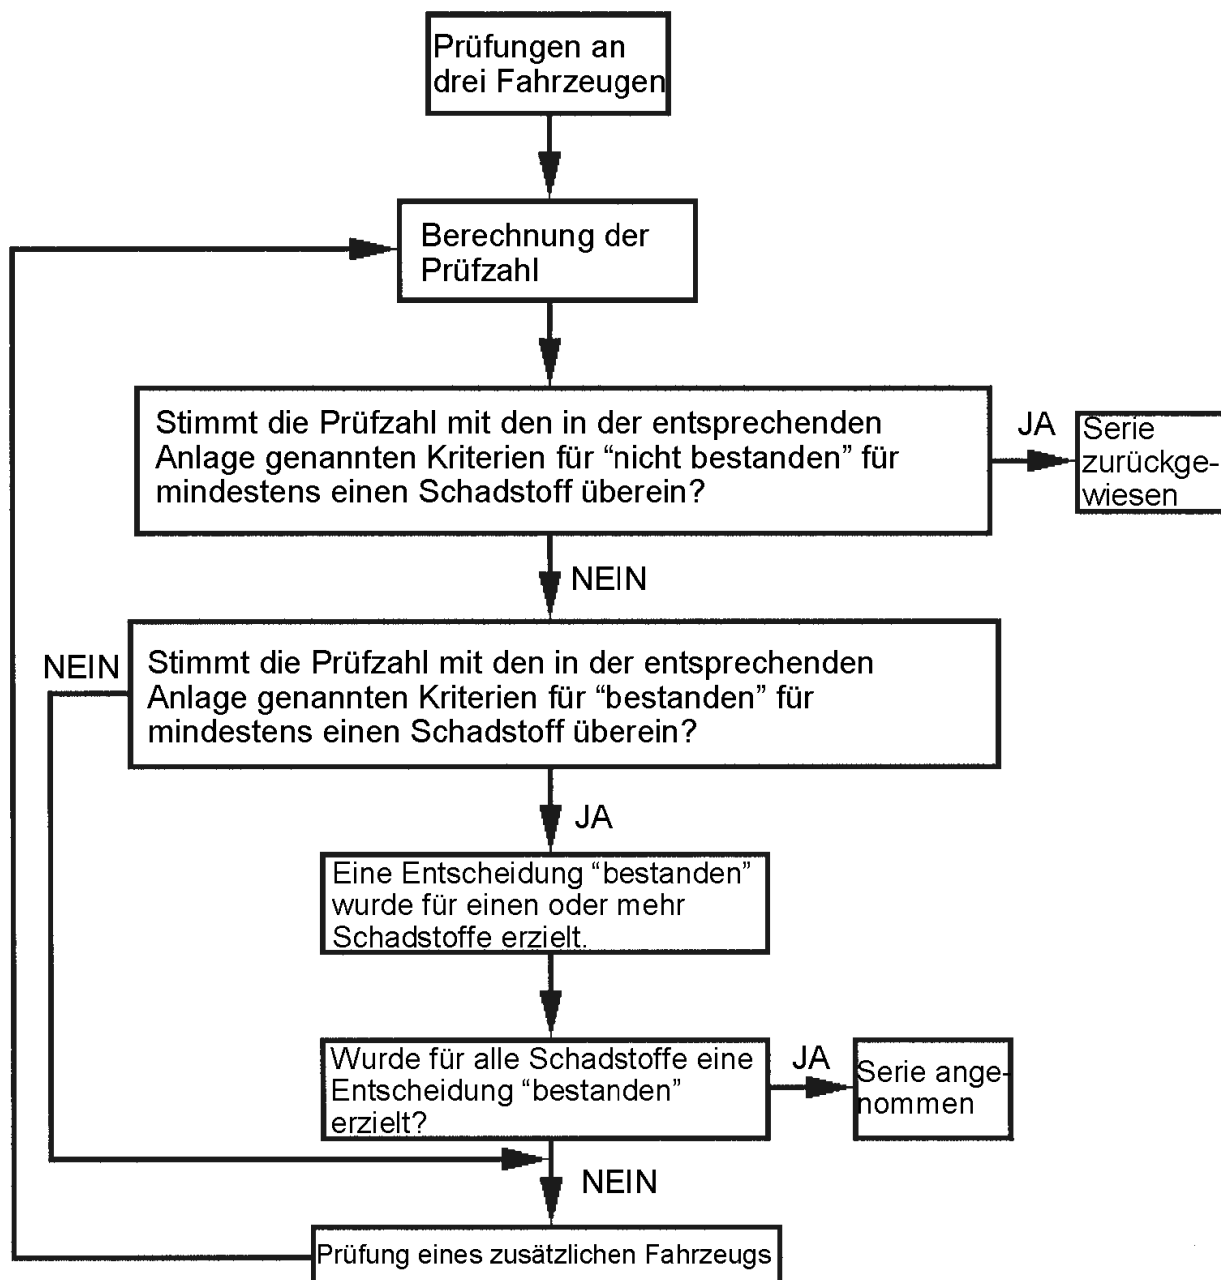 Prüfungen an
drei Fahrzeugen
Berechnung der
Prüfzahl
Stimmt die Prüfzahl mit den in der entsprechenden
Anlage genannten Kriterien für “nicht bestanden” für
mindestens einen Schadstoff überein?
JA
Serie
zurückge-
wiesen
NEIN
NEIN
Stimmt die Prüfzahl mit den in der entsprechenden
Anlage genannten Kriterien für “bestanden” für
mindestens einen Schadstoff überein?
JA
Eine Entscheidung “bestanden”
wurde für einen oder mehr
Schadstoffe erzielt.
Wurde für alle Schadstoffe eine
Entscheidung “bestanden”
erzielt?
JA
Serie ange-
nommen
NEIN
Prüfung eines zusätzlichen Fahrzeugs